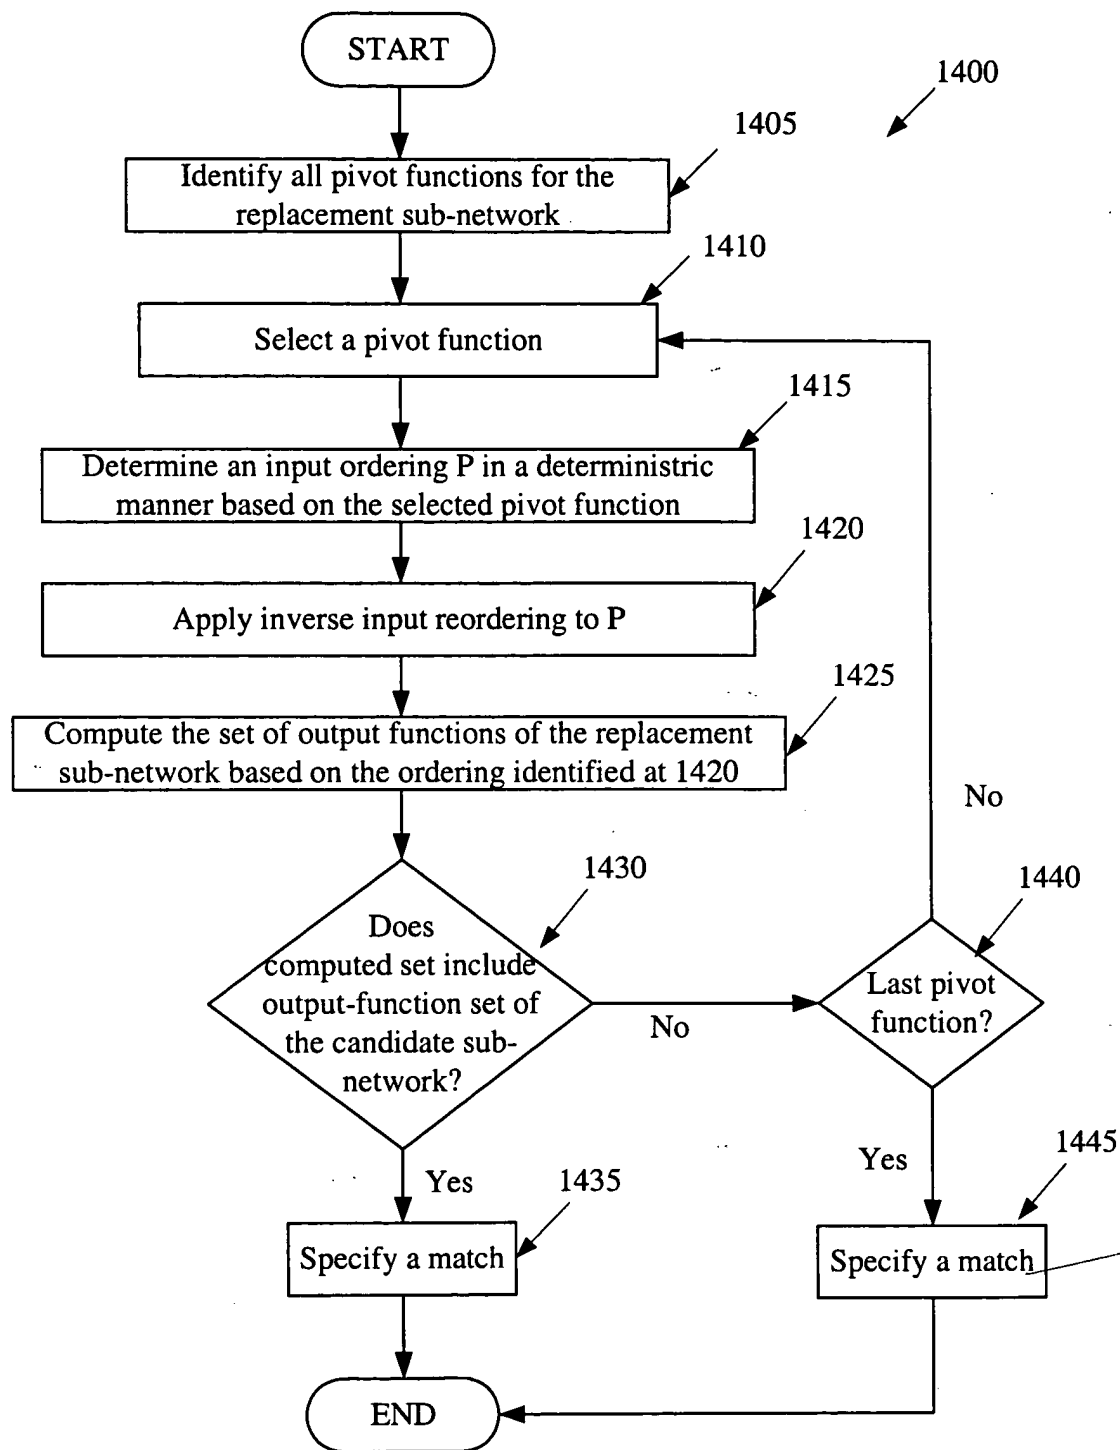 START
1400
1405
Identify all pivot functions for the
replacement sub-network
1410
Select a pivot function
1415
Determine an input ordering P in a deterministric
manner based on the selected pivot function
1420
Apply inverse input reordering to P
1425
Compute the set of output functions of the replacement
sub-network based on the ordering identified at 1420
No
1430
1440
Does
computed set include
output-function set of
the candidate sub-
network?
Last pivot
function?
No
Yes
1435
Yes
1445
Specify a match
Specify a match
END